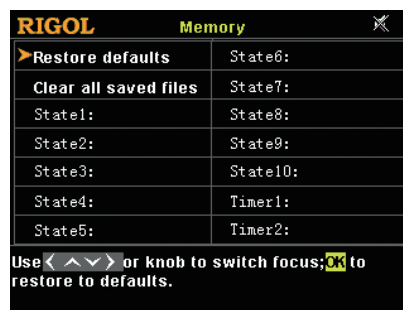 RIGOL Memory
Restore defaults State6:
Clear all saved files State7:
State1: State8:
State2: State9:
State3: State10:
State4: Timer1:
State5: Timer2:
Use < ∧ ∨ > or knob to switch focus;OK to
restore to defaults.